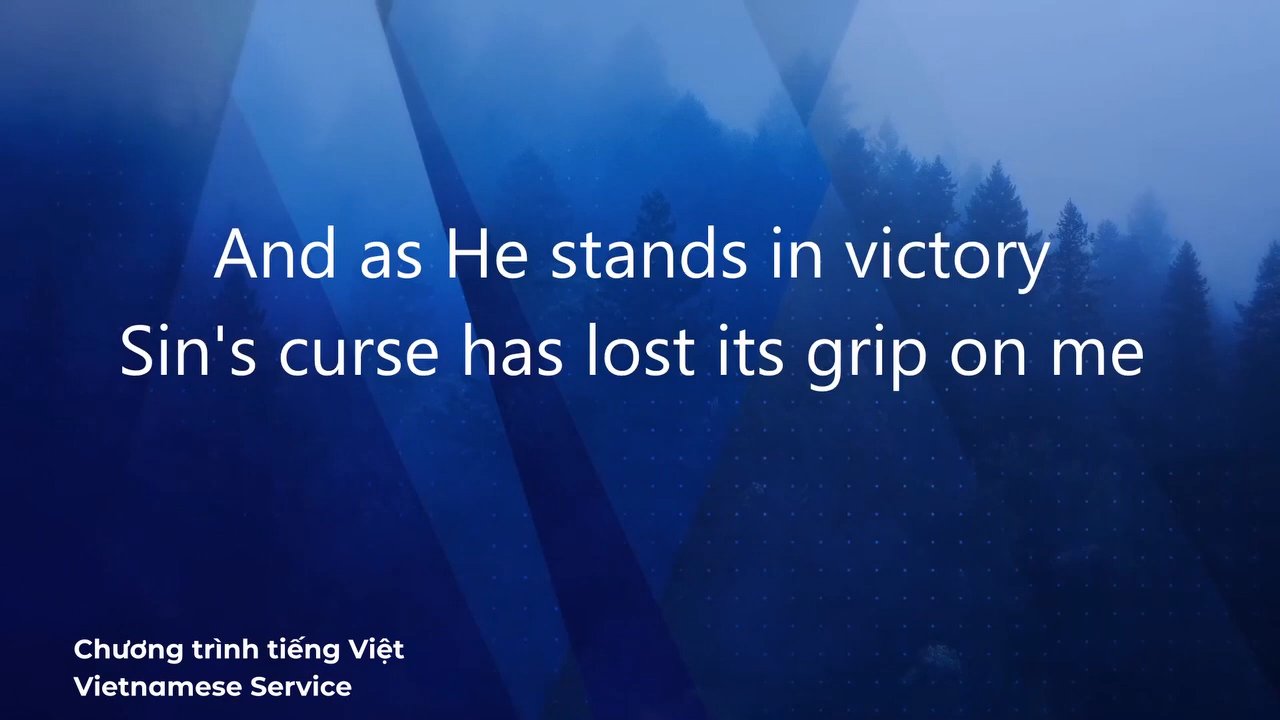 And as He stands in victory
Sin's curse has lost its grip on me
Chương trình tiếng Việt
Vietnamese Service